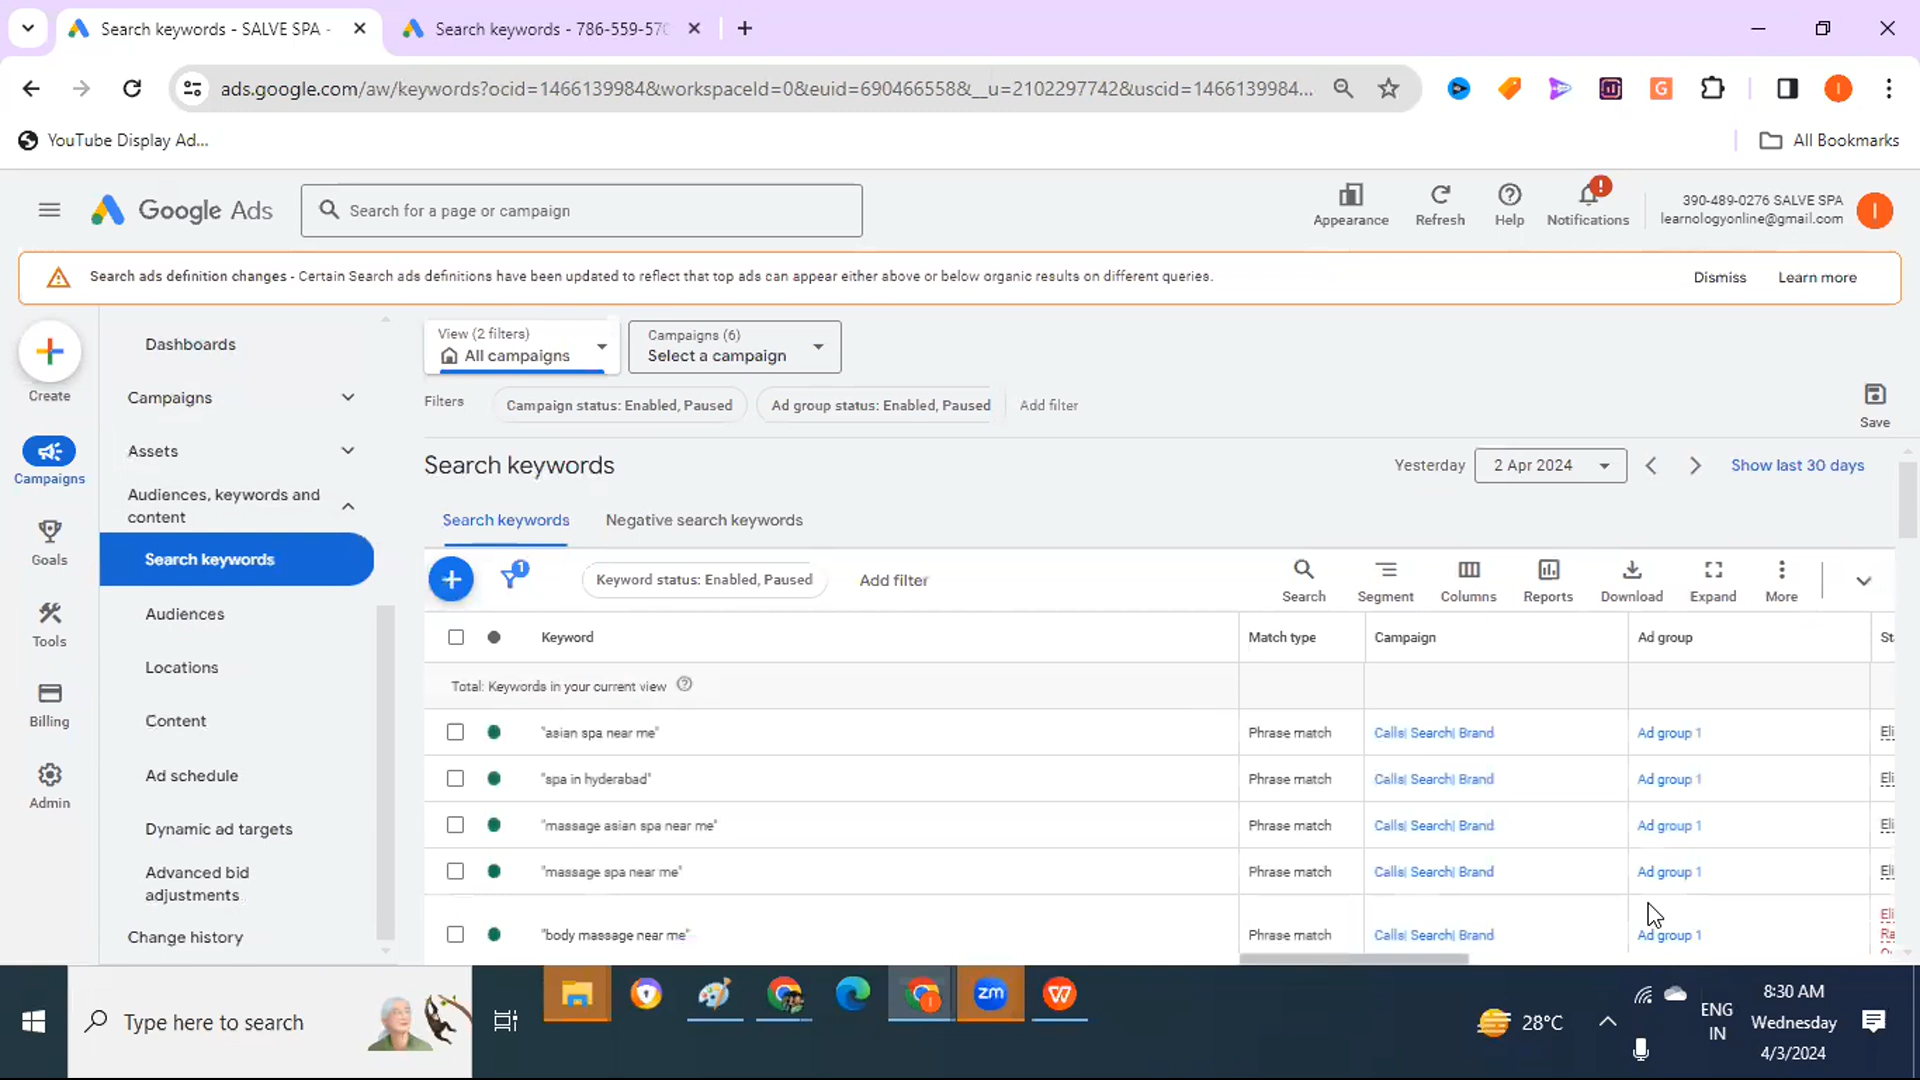 Search keywords - SALVE SPA -
Search keywords - 786-559-570
ads.google.com/aw/keywords?ocid=1466139984&workspaceId=0&euid=690466558&__u=2102297742&uscid=1466139984...
YouTube Display Ad...
All Bookmarks
Google Ads
Search for a page or campaign
Appearance
Refresh
Help
Notifications
390-489-0276 SALVE SPA
learnologyonline@gmail.com
I
Search ads definition changes - Certain Search ads definitions have been updated to reflect that top ads can appear either above or below organic results on different queries.
Dismiss
Learn more
Create
Campaigns
Goals
Tools
Billing
Admin
Dashboards
Campaigns
Assets
Audiences, keywords and
content
Search keywords
Audiences
Locations
Content
Ad schedule
Dynamic ad targets
Advanced bid
adjustments
Change history
View (2 filters)
All campaigns
Campaigns (6)
Select a campaign
Filters
Campaign status: Enabled, Paused
Ad group status: Enabled, Paused
Add filter
Save
Search keywords
Yesterday
2 Apr 2024
Show last 30 days
Search keywords
Negative search keywords
1
Keyword status: Enabled, Paused
Add filter
Search
Segment
Columns
Reports
Download
Expand
More
Keyword Match type Campaign Ad group St
Total: Keywords in your current view
"asian spa near me" Phrase match Calls| Search| Brand Ad group 1 Eli
"spa in hyderabad" Phrase match Calls| Search| Brand Ad group 1 Eli
"massage asian spa near me" Phrase match Calls| Search| Brand Ad group 1 Eli
"massage spa near me" Phrase match Calls| Search| Brand Ad group 1 Eli
"body massage near me" Phrase match Calls| Search| Brand Ad group 1 Eli
Ra
Type here to search
zm
28°C
ENG
IN
8:30 AM
Wednesday
4/3/2024